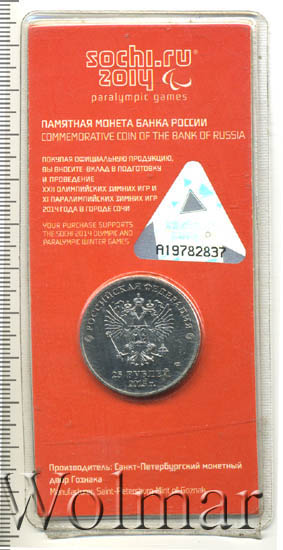 sochi.ru
2014
paralympic games
ПАМЯТНАЯ МОНЕТА БАНКА РОССИИ
COMMEMORATIVE COIN OF THE BANK OF RUSSIA
ПОКУПАЯ ОФИЦИАЛЬНУЮ ПРОДУКЦИЮ,
ВЫ ВНОСИТЕ ВКЛАД В ПОДГОТОВКУ
И ПРОВЕДЕНИЕ
XXII ОЛИМПИЙСКИХ ЗИМНИХ ИГР И
XI ПАРАЛИМПИЙСКИХ ЗИМНИХ ИГР
2014 ГОДА В ГОРОДЕ СОЧИ
YOUR PURCHASE SUPPORTS
THE SOCHI 2014 OLYMPIC AND
PARALYMPIC WINTER GAMES
A19782837
РОССИЙСКАЯ ФЕДЕРАЦИЯ
25 РУБЛЕЙ
2013 г.
Производитель: Санкт-Петербургский монетный
двор Гознака
Manufacturer: Saint-Petersburg Mint of Goznak
Wolmar